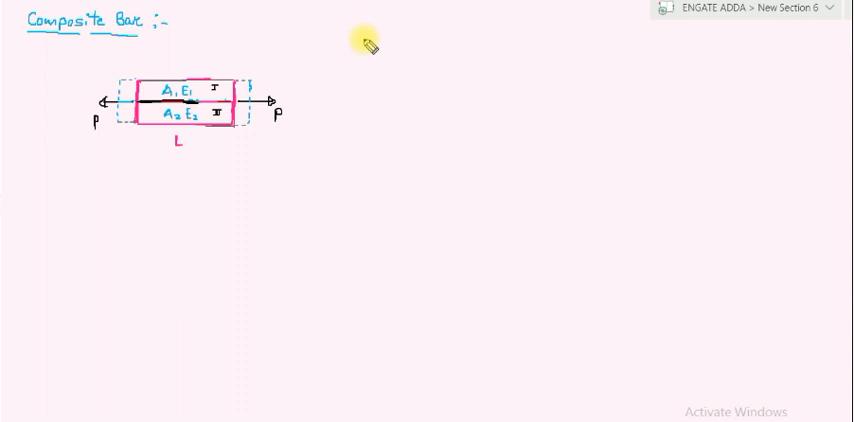 ENGATE ADDA > New Section 6
Composite Bar :-
A₁ E₁ I
P A₂ E₂ II P
L
Activate Windows